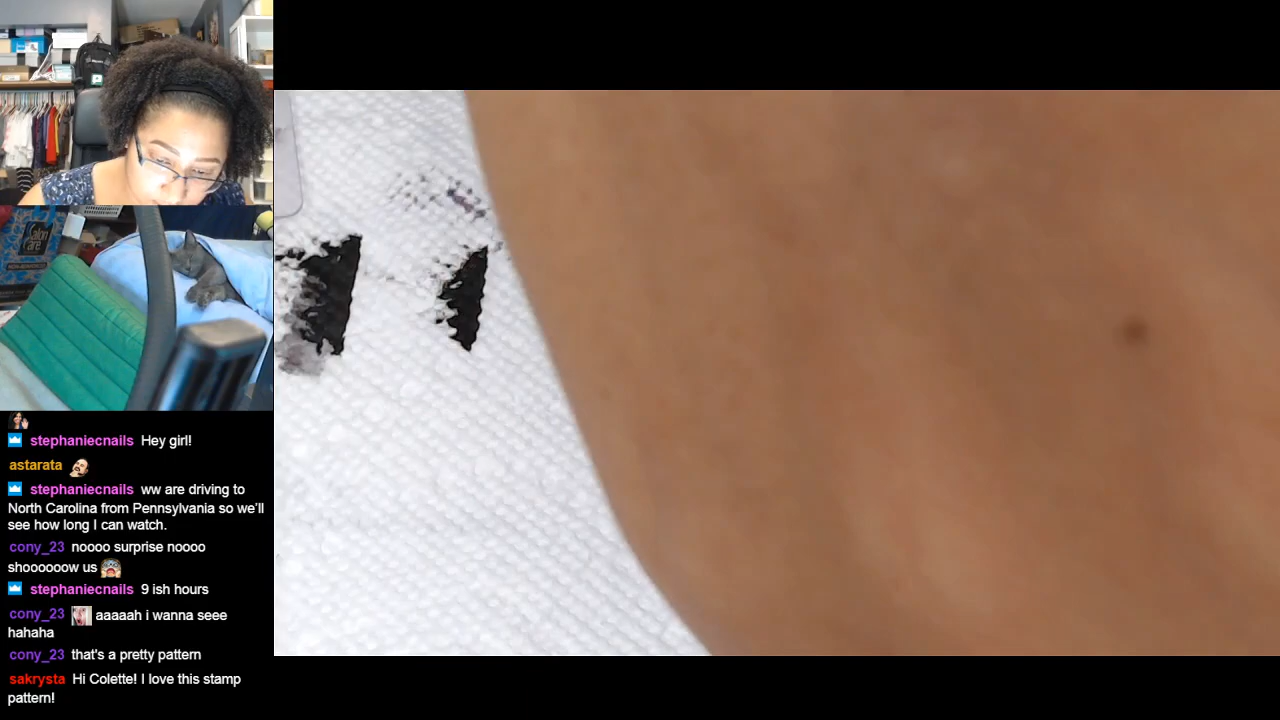 Salon
Care
stephaniecnails Hey girl!
astarata
stephaniecnails ww are driving to
North Carolina from Pennsylvania so we'll
see how long I can watch.
cony_23 noooo surprise noooo
shoooooow us
stephaniecnails 9 ish hours
cony_23 aaaaah i wanna seee
hahaha
cony_23 that's a pretty pattern
sakrysta Hi Colette! I love this stamp
pattern!